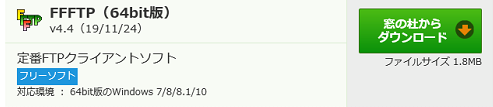 FFFTP（64bit版）
v4.4（19/11/24）
定番FTPクライアントソフト
フリーソフト
対応環境 ： 64bit版のWindows 7/8/8.1/10
窓の杜から
ダウンロード
ファイルサイズ 1.8MB